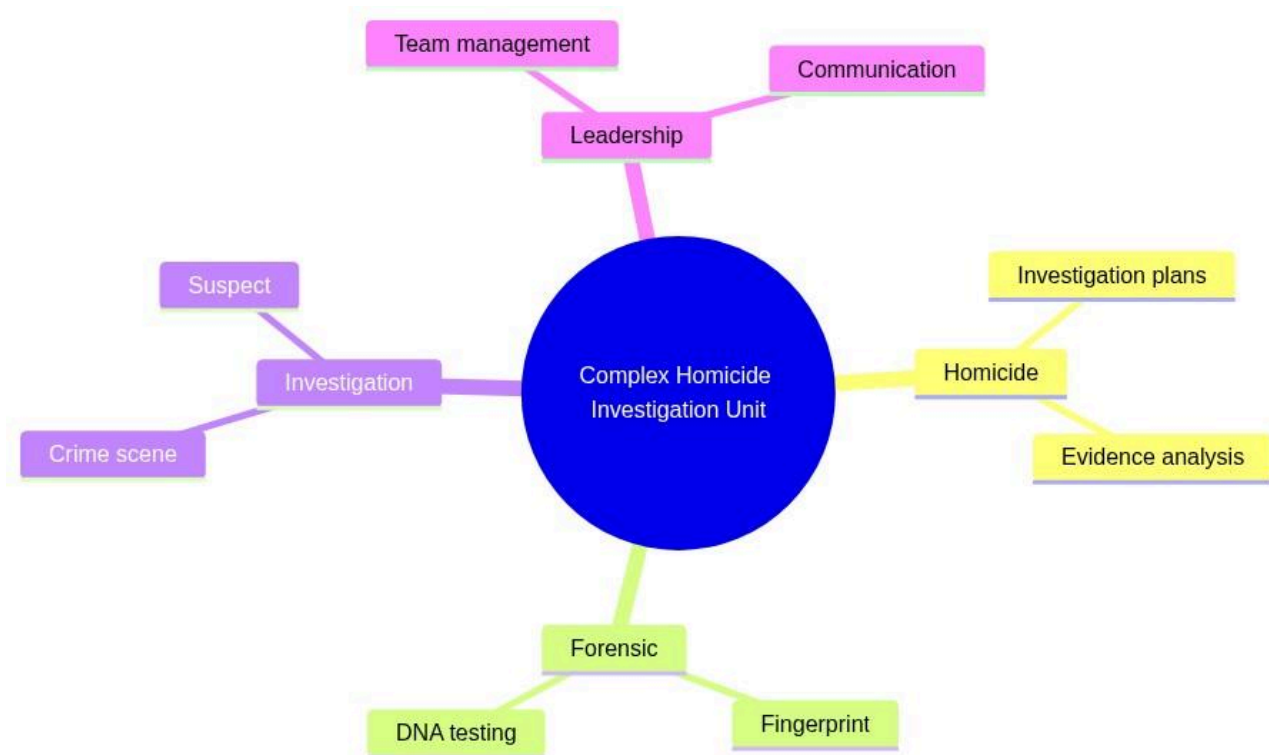 Team management
Communication
Leadership
Suspect
Investigation plans
Investigation
Complex Homicide
Investigation Unit
Homicide
Crime scene
Evidence analysis
Forensic
DNA testing
Fingerprint